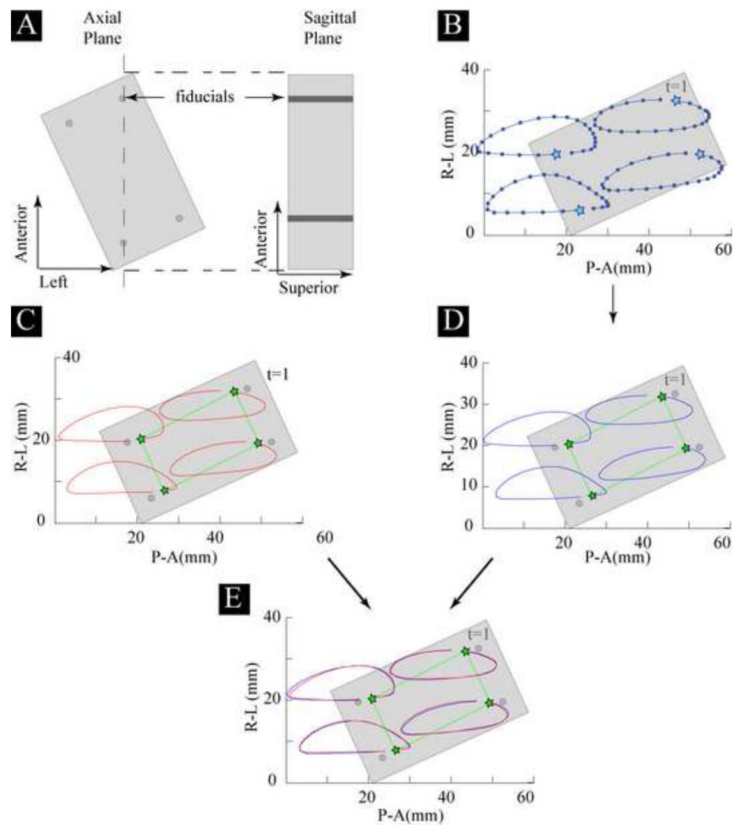 A
Axial
Plane
Sagittal
Plane
fiducials
Anterior
Left
Anterior
Superior
B
t=1
40
20
0
R-L (mm)
20
40
60
P-A(mm)
C
t=1
40
20
0
R-L (mm)
20
40
60
P-A(mm)
D
t=1
40
30
20
10
0
R-L (mm)
20
40
60
P-A(mm)
E
t=1
40
20
0
R-L (mm)
20
40
60
P-A(mm)